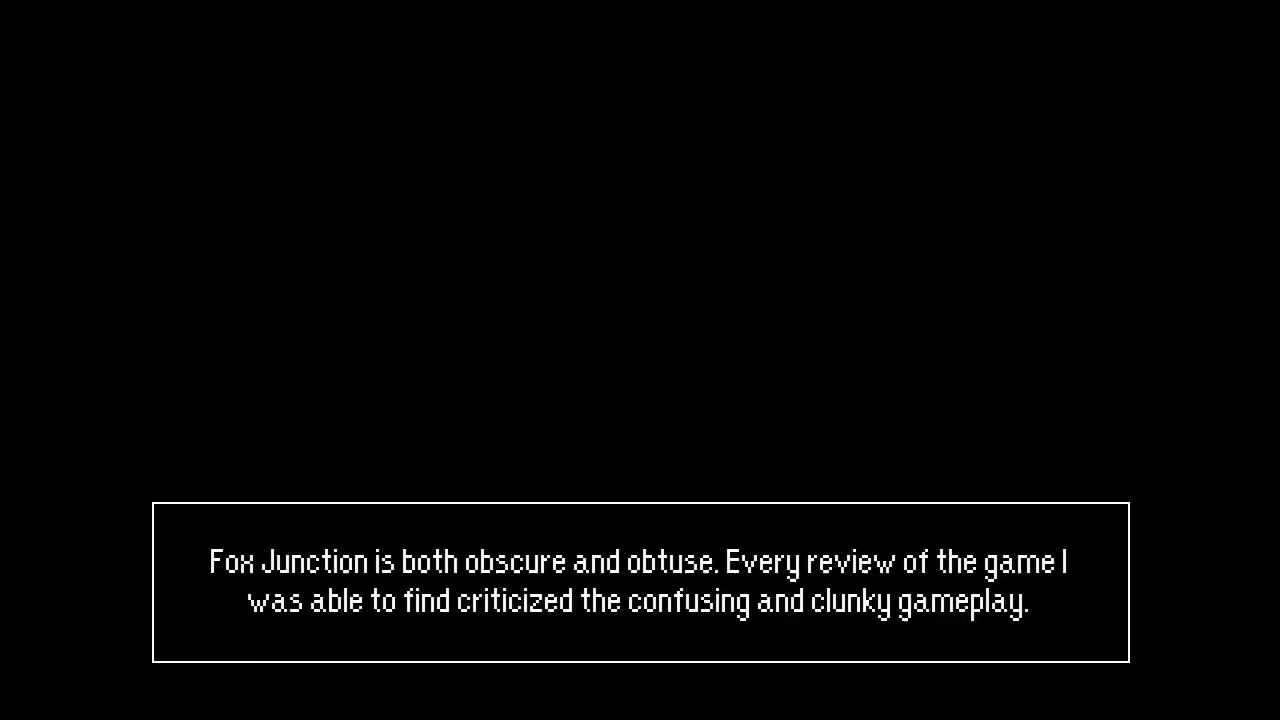 Fox Junction is both obscure and obtuse. Every review of the game I
was able to find criticized the confusing and clunky gameplay.